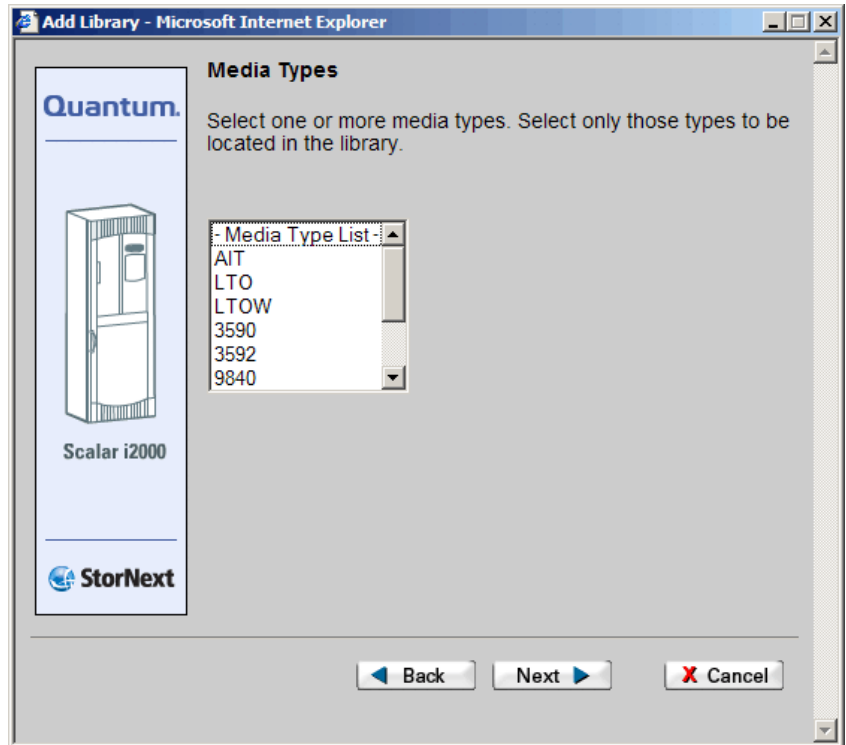 Add Library - Microsoft Internet Explorer
Quantum.
Media Types
Select one or more media types. Select only those types to be
located in the library.
- Media Type List -
AIT
LTO
LTOW
3590
3592
9840
Scalar i2000
StorNext
Back
Next
X Cancel